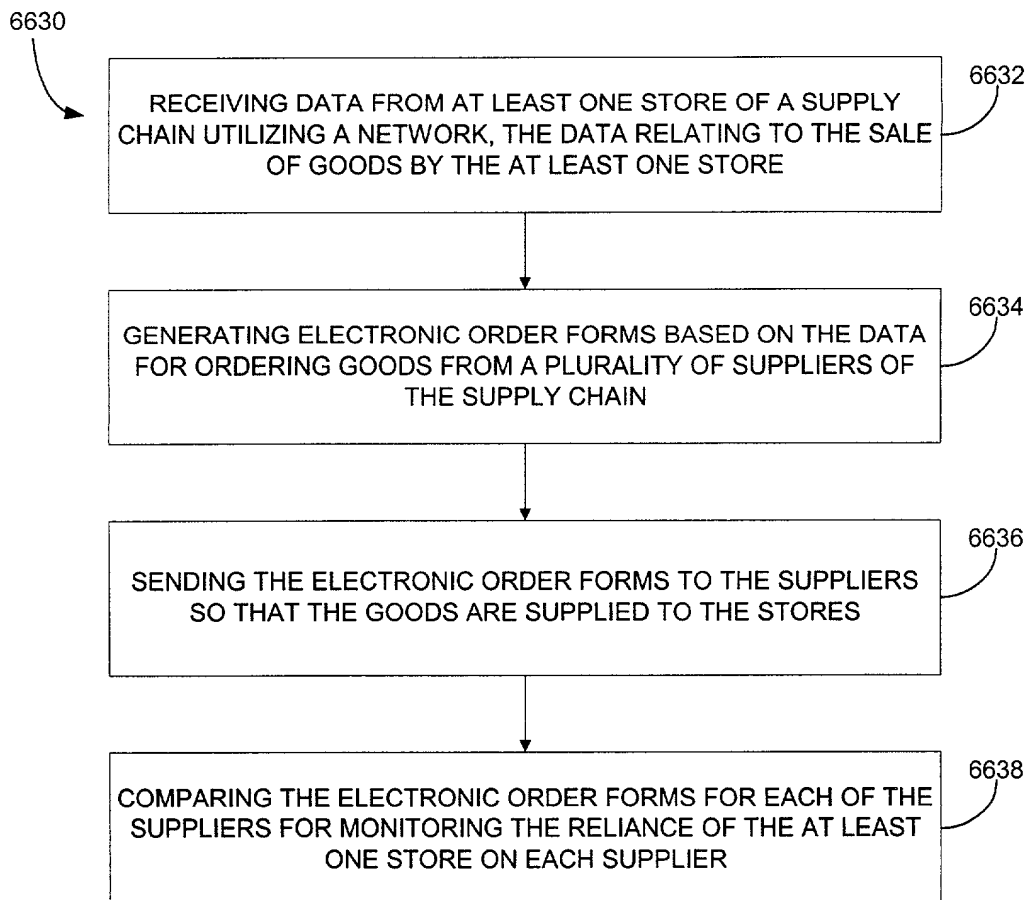 6630
6632
RECEIVING DATA FROM AT LEAST ONE STORE OF A SUPPLY
CHAIN UTILIZING A NETWORK, THE DATA RELATING TO THE SALE
OF GOODS BY THE AT LEAST ONE STORE
6634
GENERATING ELECTRONIC ORDER FORMS BASED ON THE DATA
FOR ORDERING GOODS FROM A PLURALITY OF SUPPLIERS OF
THE SUPPLY CHAIN
6636
SENDING THE ELECTRONIC ORDER FORMS TO THE SUPPLIERS
SO THAT THE GOODS ARE SUPPLIED TO THE STORES
6638
COMPARING THE ELECTRONIC ORDER FORMS FOR EACH OF THE
SUPPLIERS FOR MONITORING THE RELIANCE OF THE AT LEAST
ONE STORE ON EACH SUPPLIER